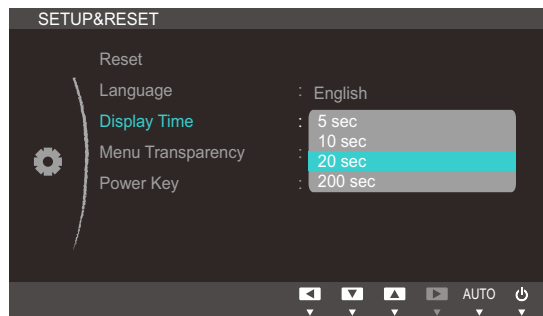 SETUP&RESET
Reset
Language : English
Display Time : 5 sec
10 sec
Menu Transparency : 20 sec
Power Key : 200 sec
AUTO